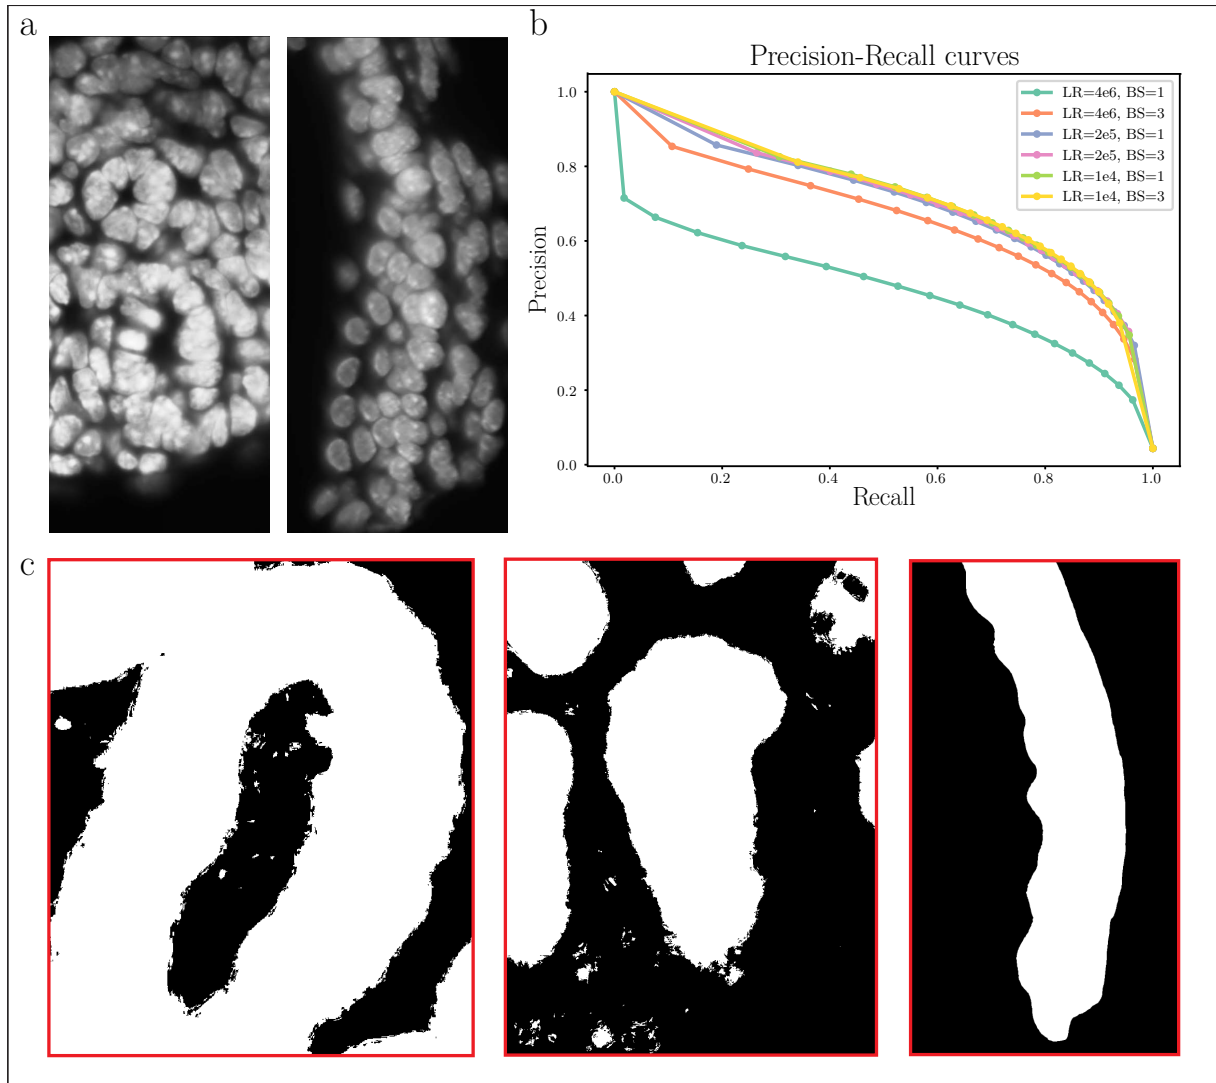 a
b
Precision-Recall curves
1.0
0.8
0.6
0.4
0.2
0.0
Precision
LR=4e6, BS=1
LR=4e6, BS=3
LR=2e5, BS=1
LR=2e5, BS=3
LR=1e4, BS=1
LR=1e4, BS=3
0.0 0.2 0.4 0.6 0.8 1.0
Recall
c